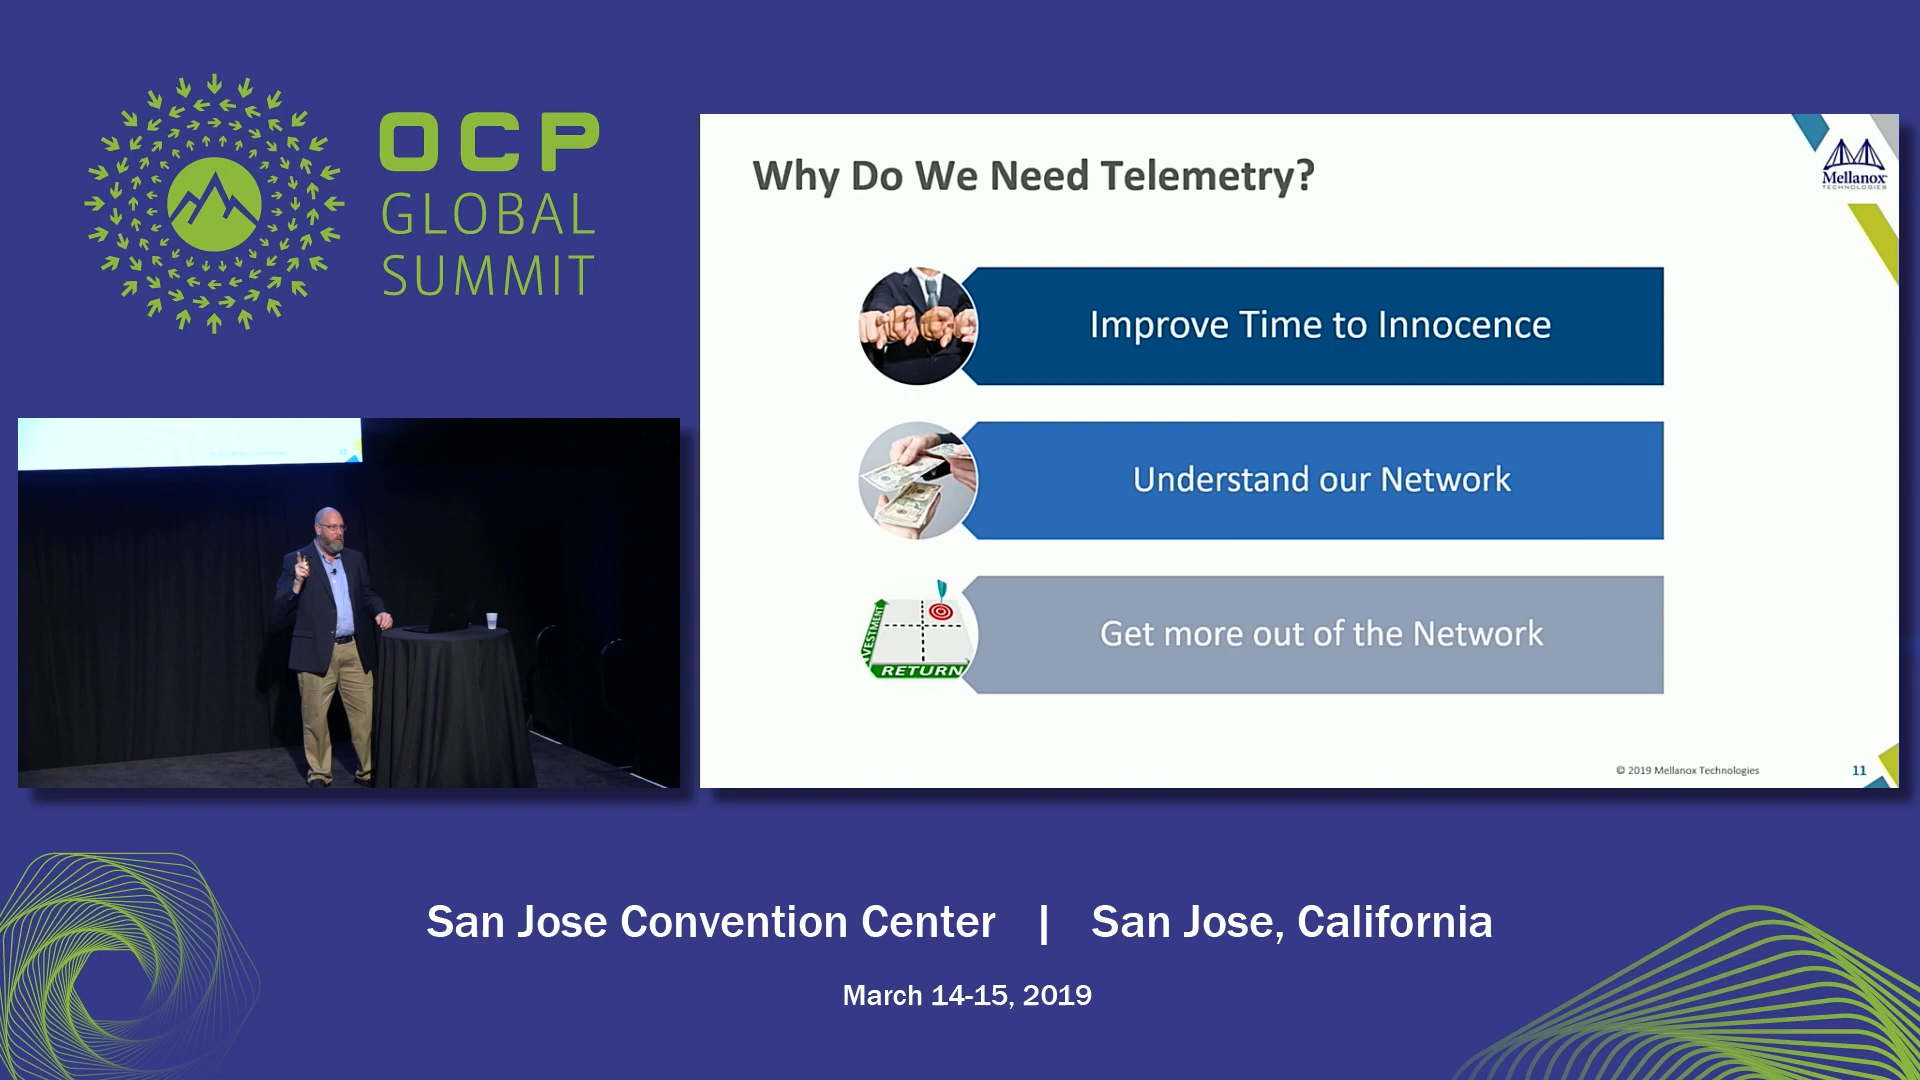 OCP
GLOBAL
SUMMIT
Why Do We Need Telemetry?
Mellanox
TECHNOLOGIES
Improve Time to Innocence
Understand our Network
VESTMENT
RETURN
Get more out of the Network
© 2019 Mellanox Technologies
11
San Jose Convention Center | San Jose, California
March 14-15, 2019